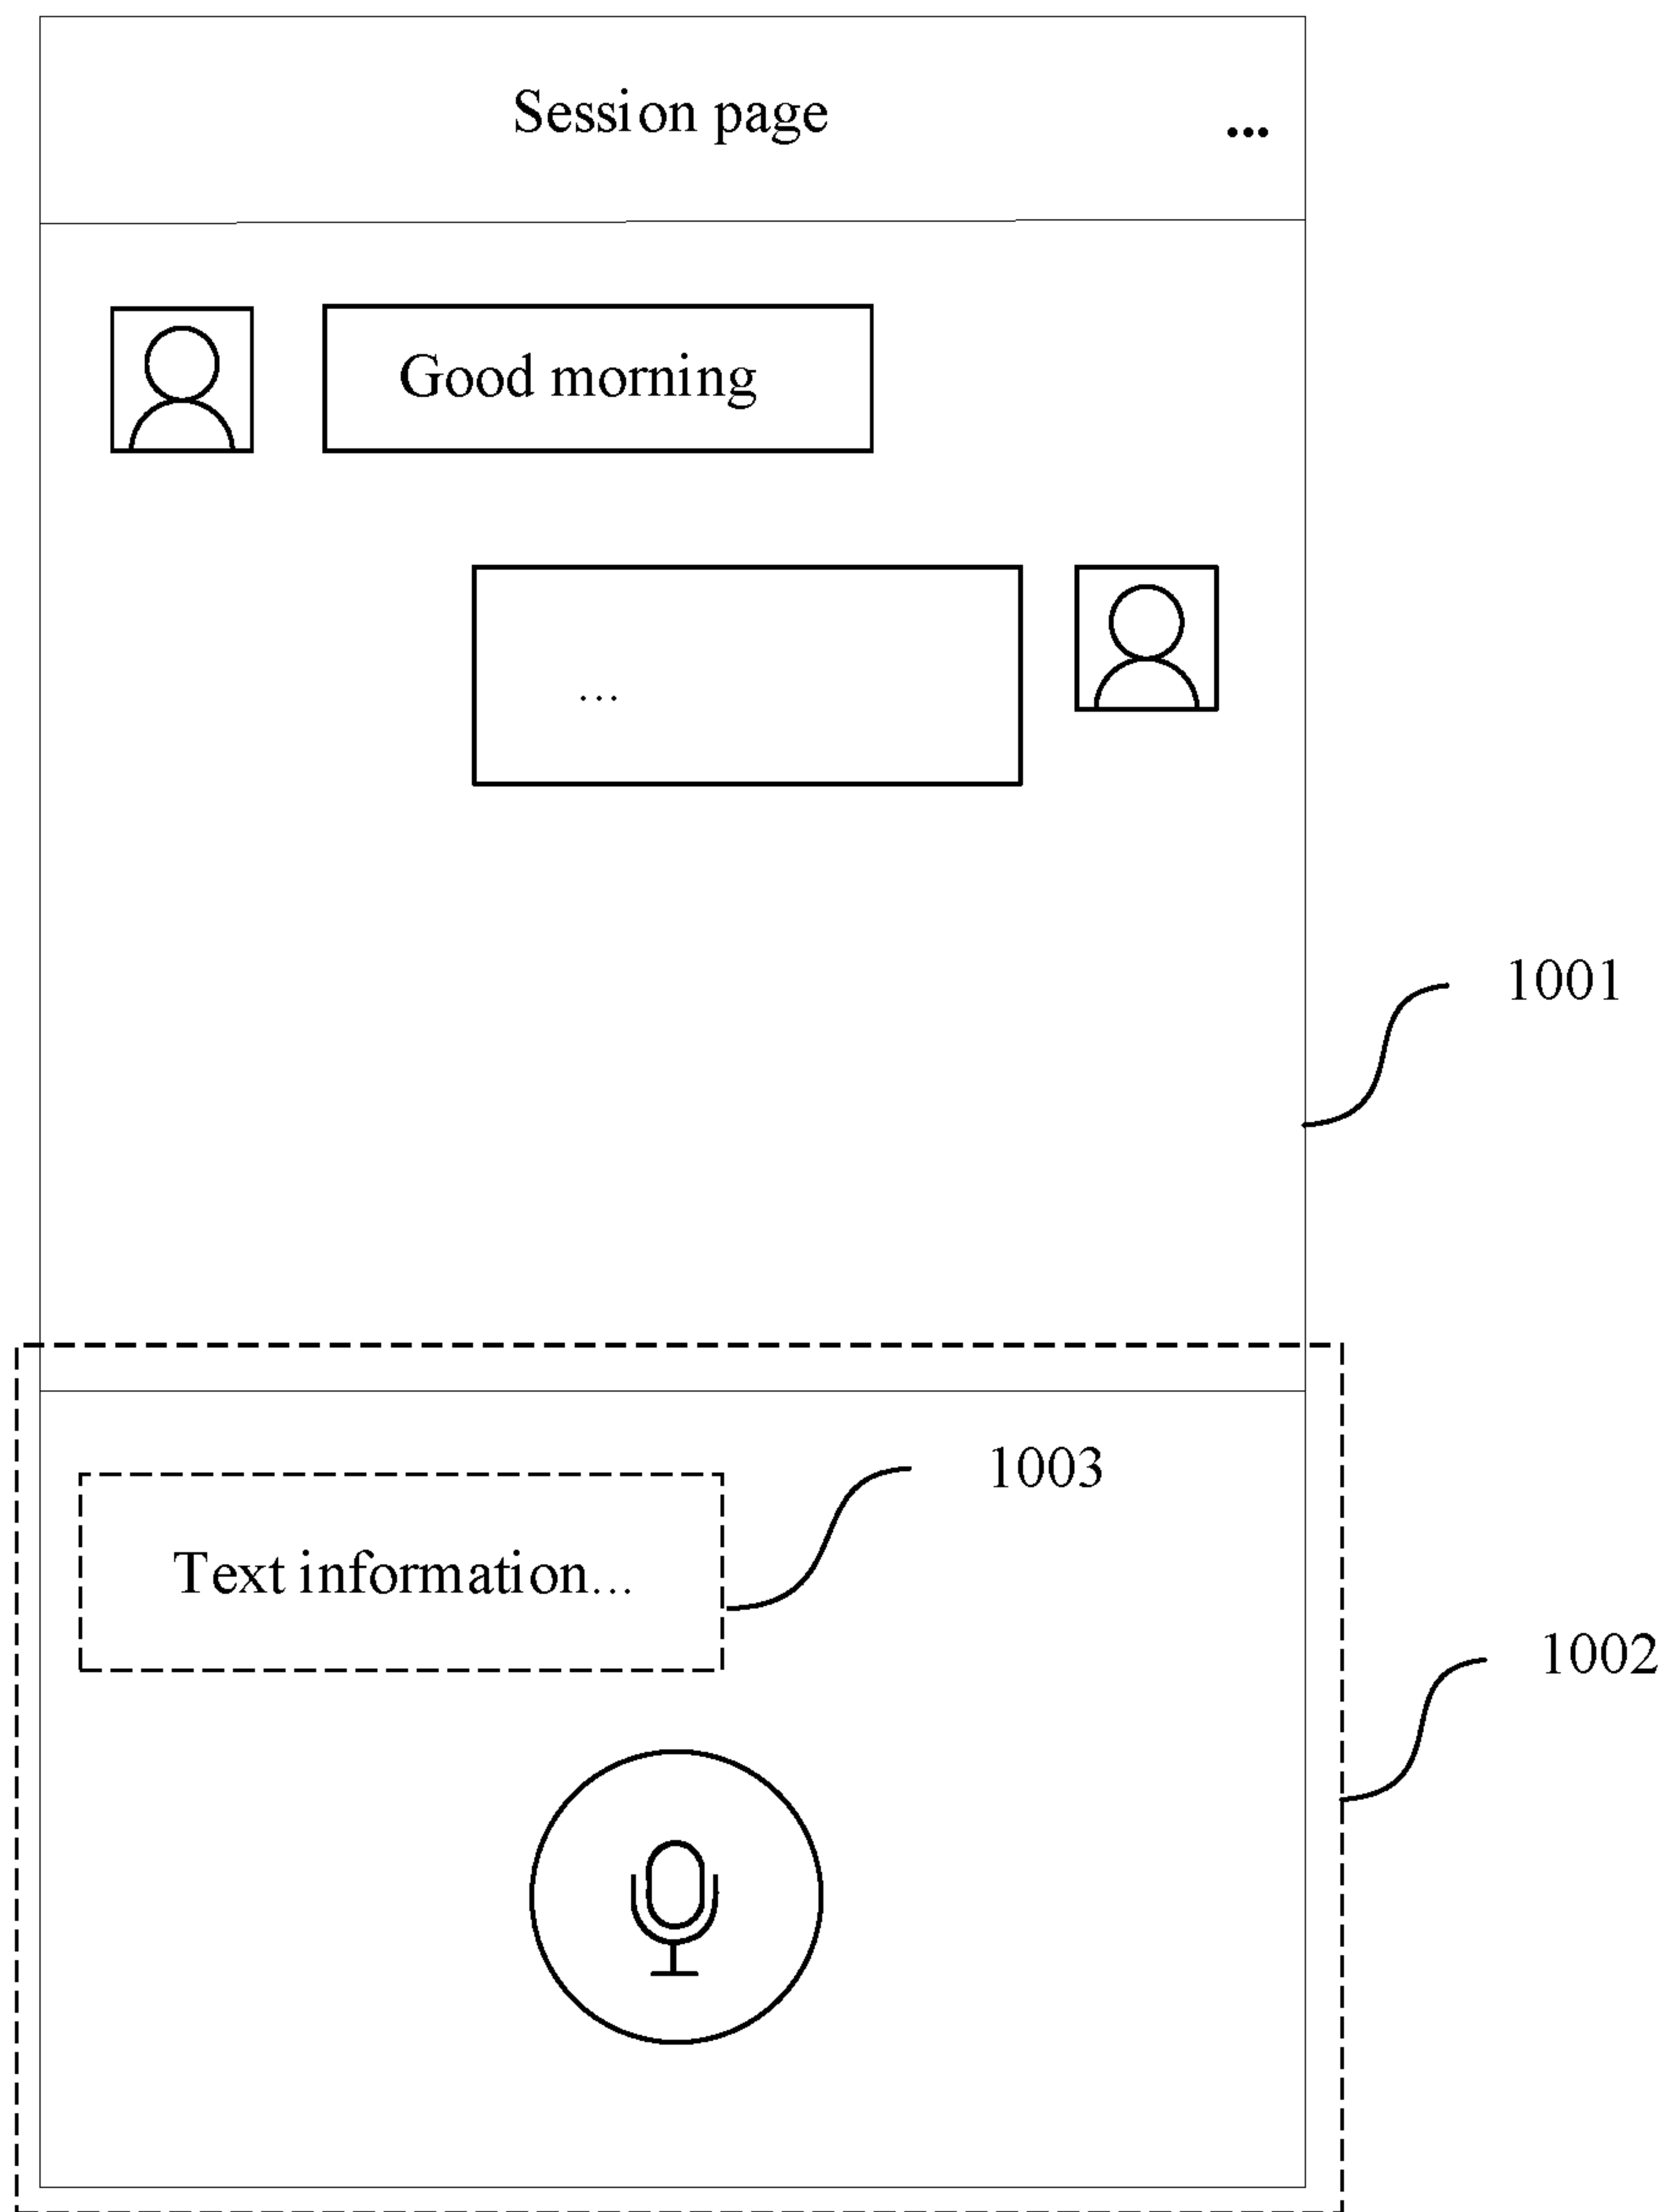 Session page ...
Good morning
...
1001
1003
Text information...
1002